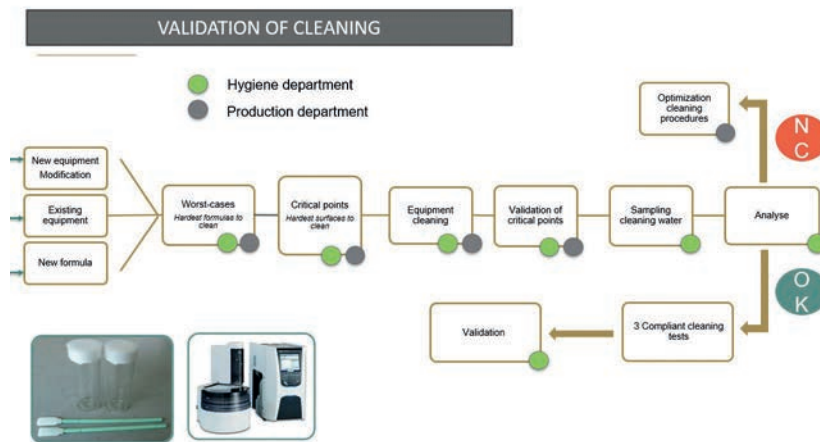 VALIDATION OF CLEANING
Hygiene department
Production department
Optimization
cleaning
procedures
N
C
New equipment
Modification
Existing
equipment
New formula
Worst-cases
Hardest formulas to
clean
Critical points
Hardest surfaces to
clean
Equipment
cleaning
Validation of
critical points
Sampling
cleaning water
Analyse
O
K
Validation
3 Compliant cleaning
tests